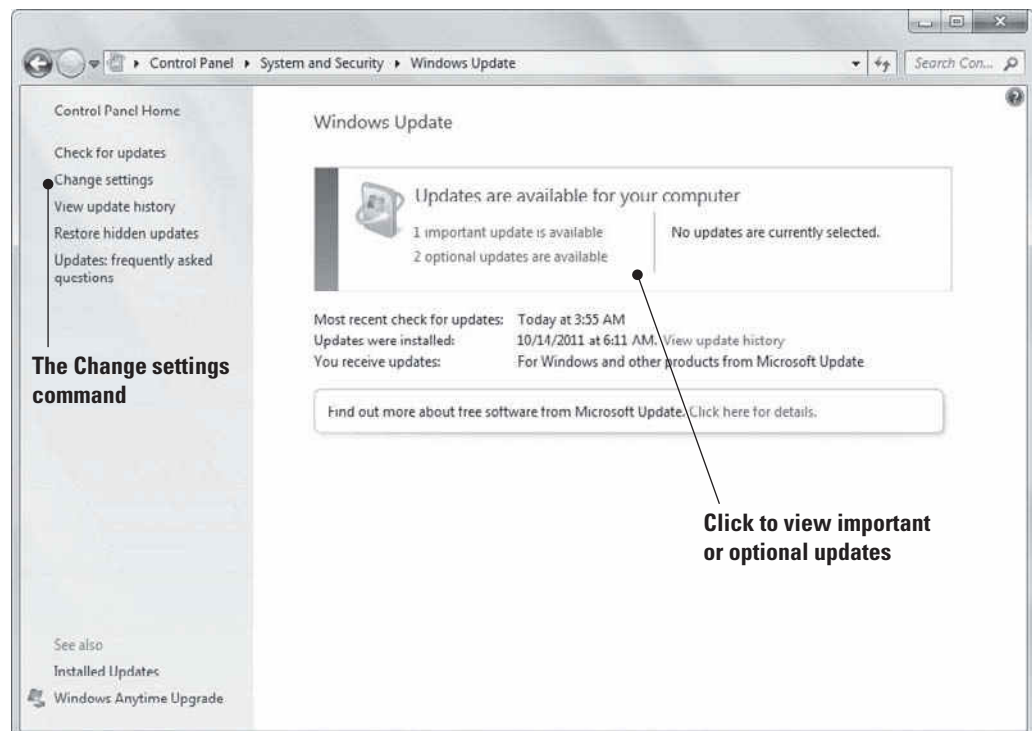 Control Panel ▸ System and Security ▸ Windows Update
Search Con...
Control Panel Home
Check for updates
Change settings
View update history
Restore hidden updates
Updates: frequently asked
questions
The Change settings
command
Windows Update
Updates are available for your computer
1 important update is available
2 optional updates are available
No updates are currently selected.
Most recent check for updates: Today at 3:55 AM
Updates were installed: 10/14/2011 at 6:11 AM. View update history
You receive updates: For Windows and other products from Microsoft Update
Find out more about free software from Microsoft Update. Click here for details.
Click to view important
or optional updates
See also
Installed Updates
Windows Anytime Upgrade